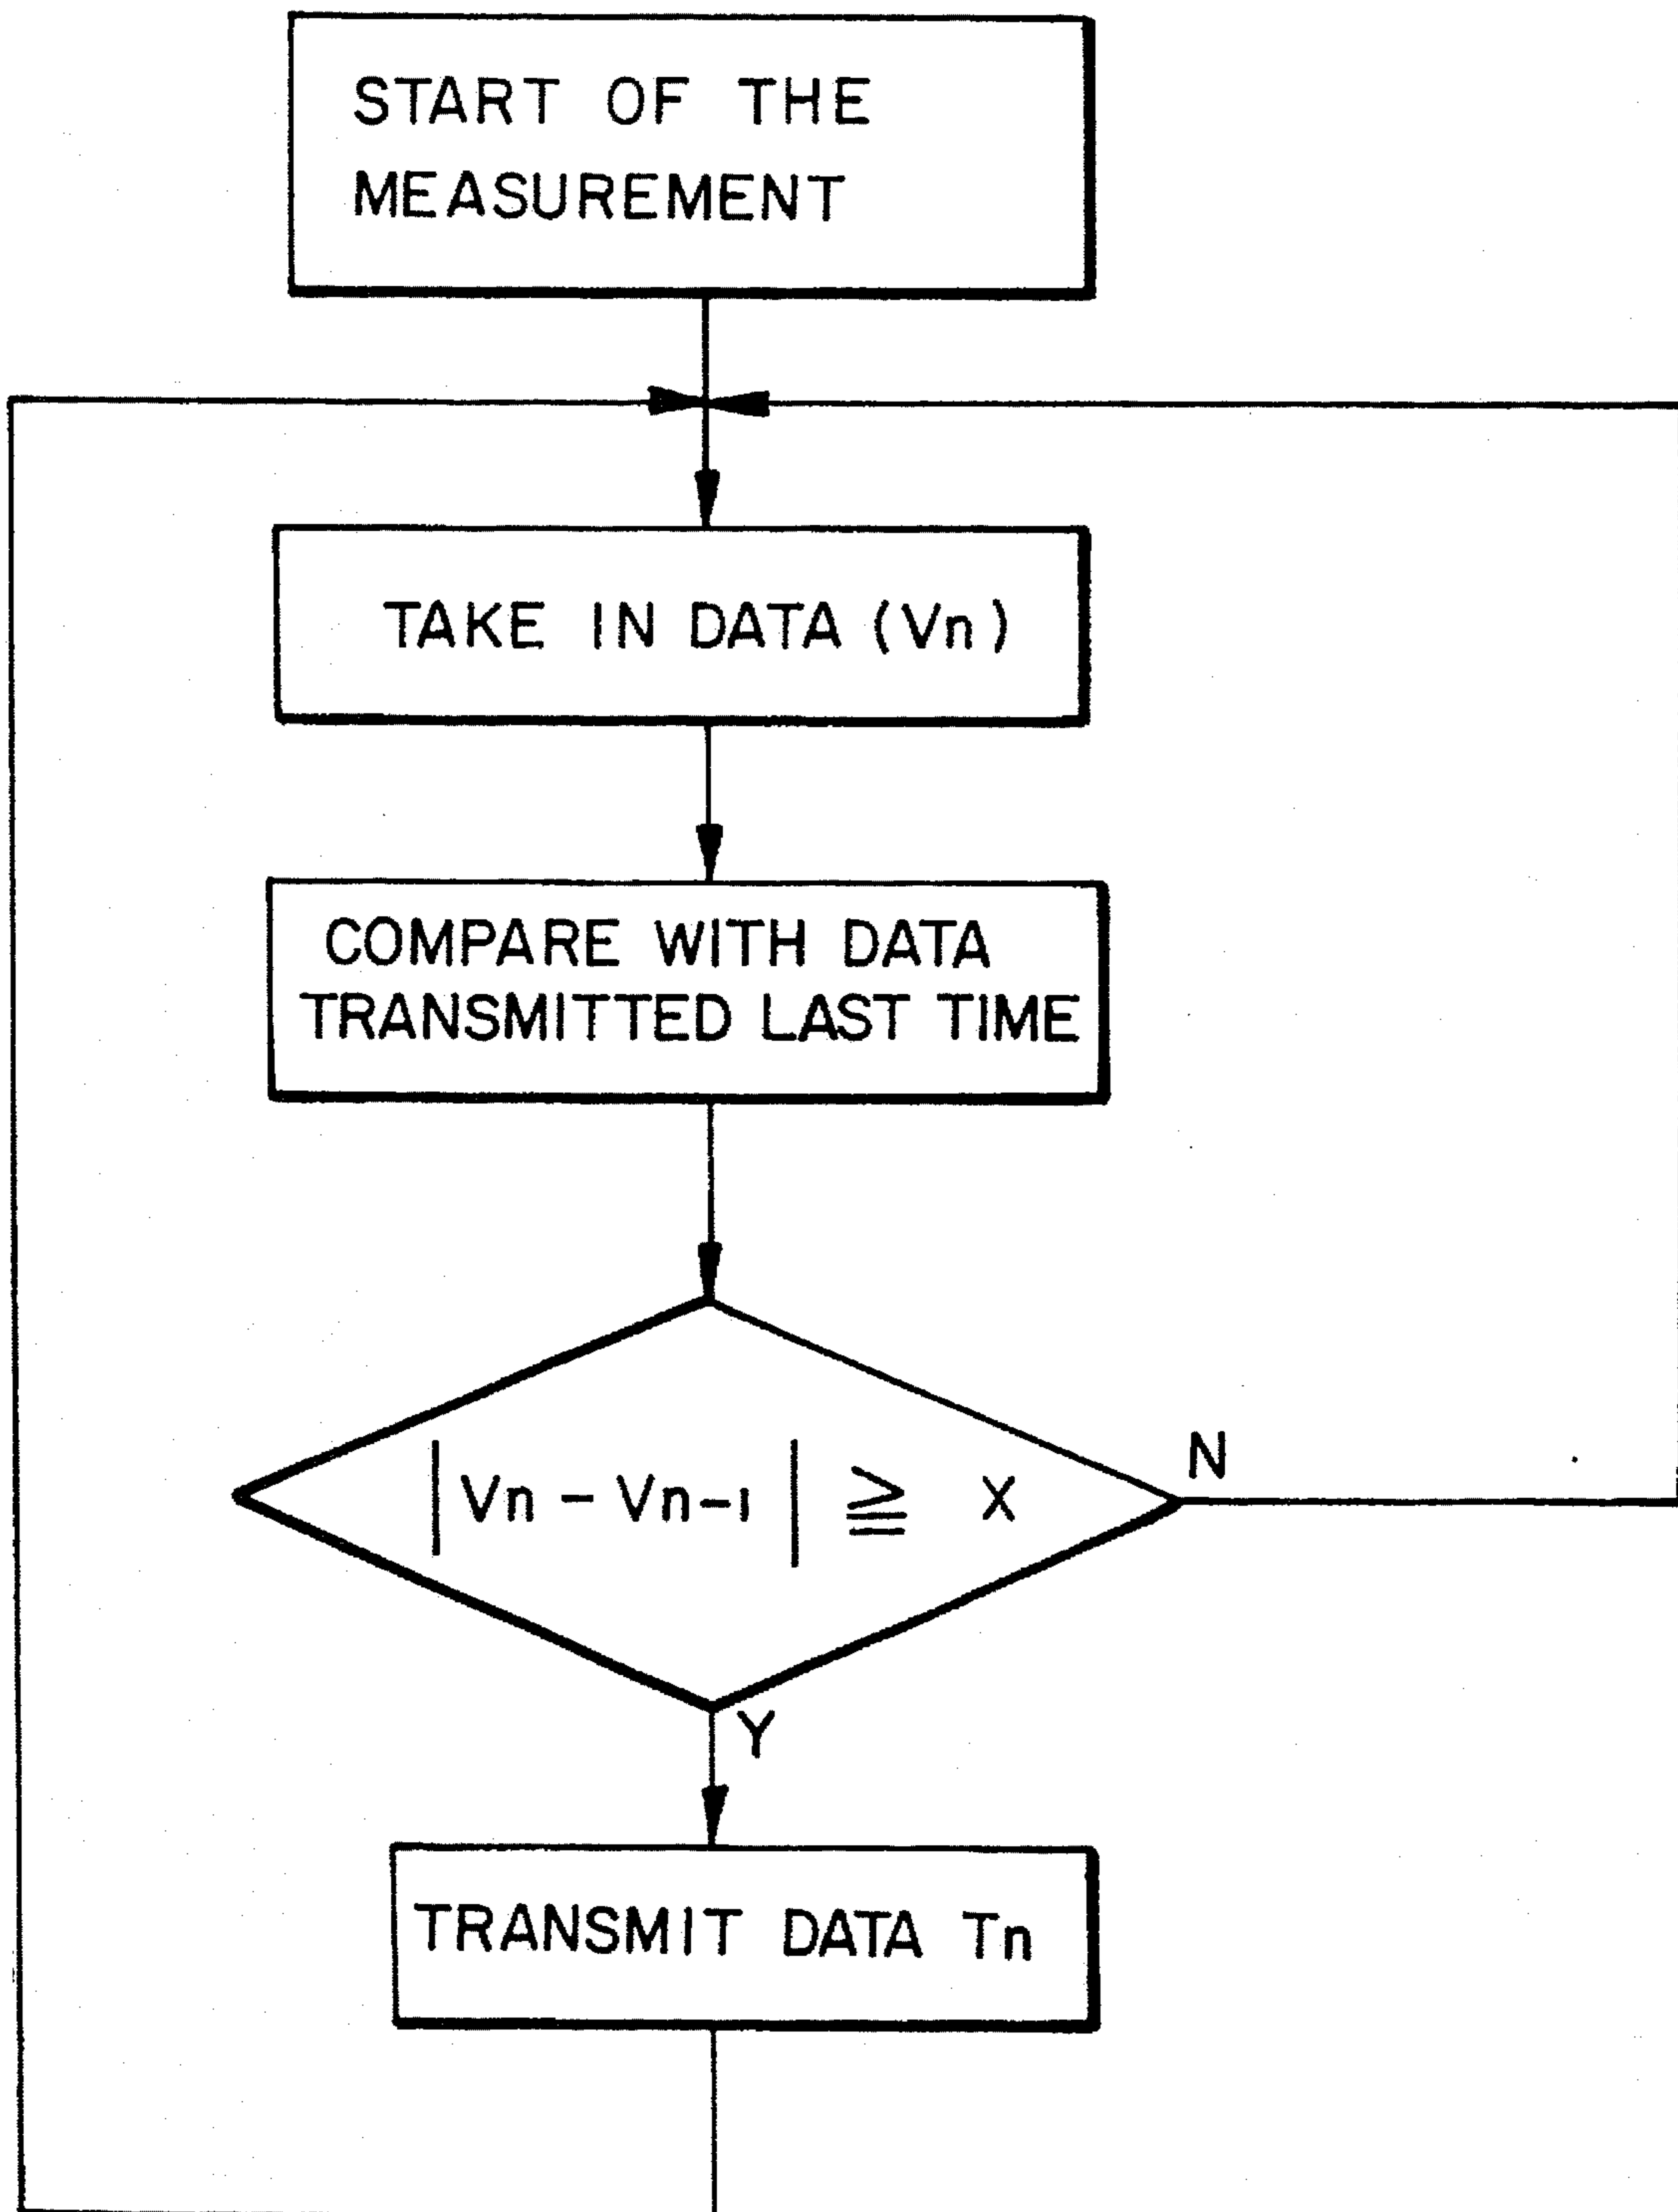 START OF THE
MEASUREMENT
TAKE IN DATA (Vn)
COMPARE WITH DATA
TRANSMITTED LAST TIME
|Vn - Vn-1| ≧ X
N
Y
TRANSMIT DATA Tn